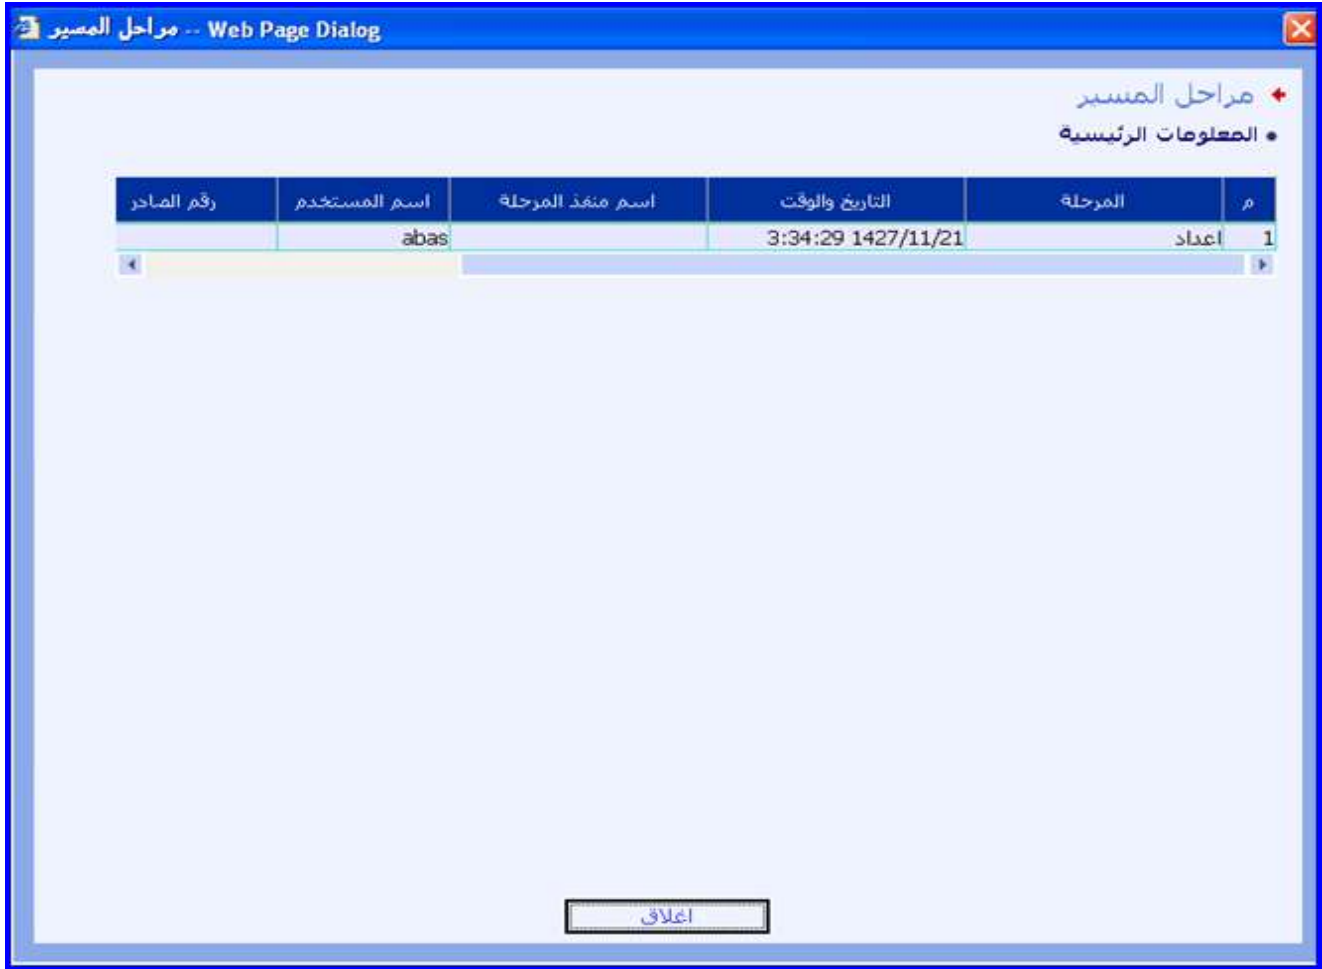 مراحل المسير -- Web Page Dialog
مراحل المسير
المعلومات الرئيسية
م المرحلة التاريخ والوقت اسم منفذ المرحلة اسم المستخدم رقم الصادر
1 اعداد 3:34:29 1427/11/21 abas
اغلاق